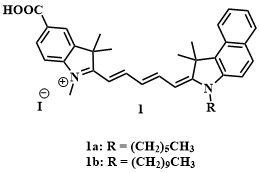 HOOC
N
⊕
I
⊖
1
N
R
1a: R = (CH2)5CH3
1b: R = (CH2)9CH3